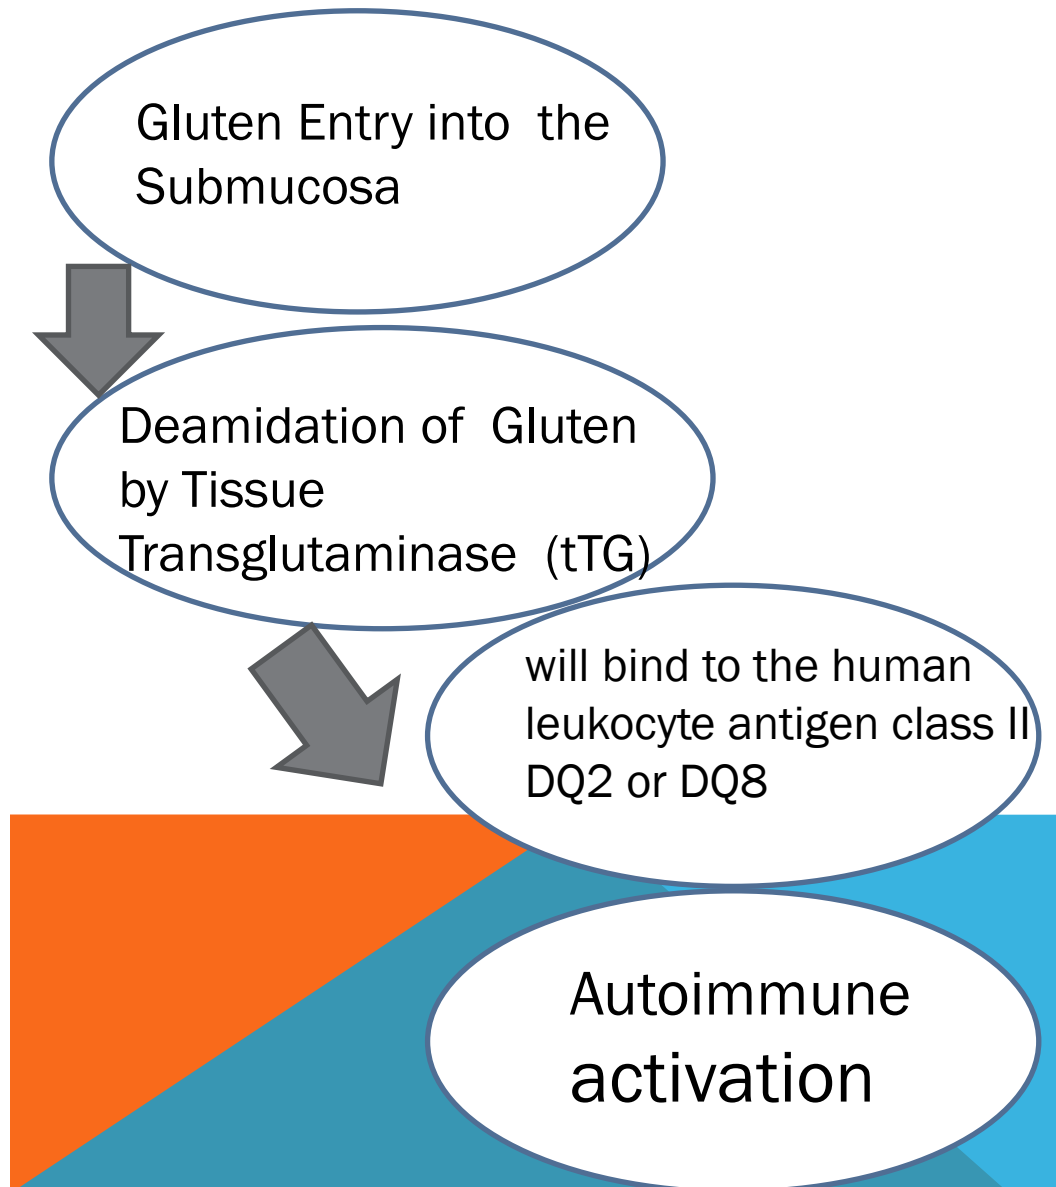 Gluten Entry into the
Submucosa
Deamidation of Gluten
by Tissue
Transglutaminase (tTG)
will bind to the human
leukocyte antigen class II
DQ2 or DQ8
Autoimmune
activation